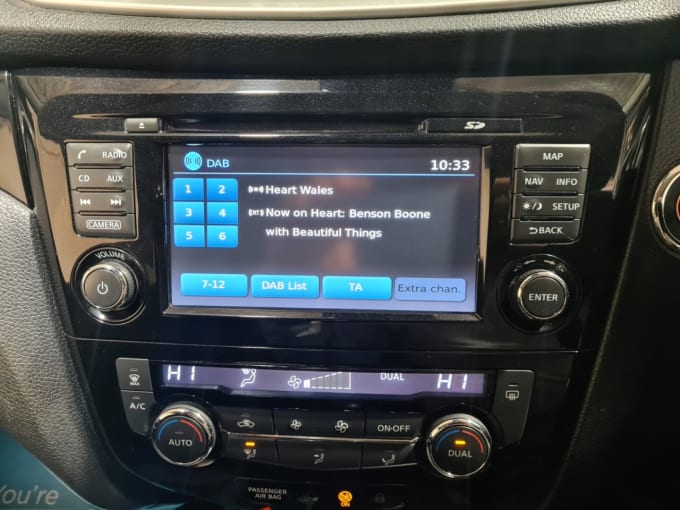 RADIO
CD AUX
CAMERA
VOLUME
SD
DAB 10:33
1 2 Heart Wales
3 4 Now on Heart: Benson Boone
5 6 with Beautiful Things
7-12 DAB List TA Extra chan.
MAP
NAV INFO
SETUP
BACK
ENTER
MAX
A/C
HI DUAL HI
AUTO
ON-OFF
DUAL
PASSENGER
AIR BAG
ON
You're